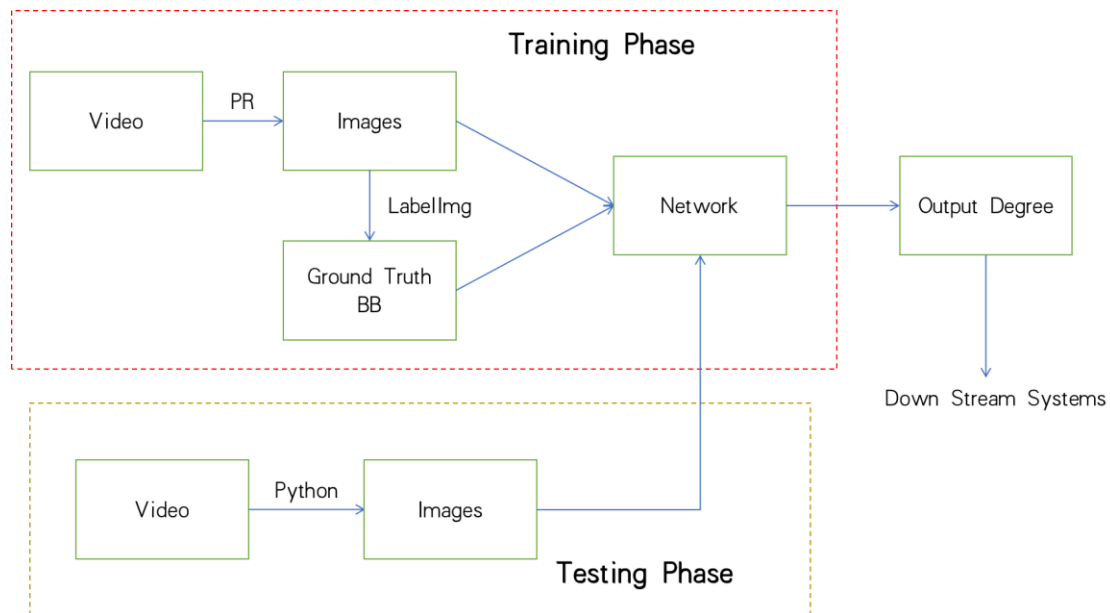 Training Phase
Video
PR
Images
LabelImg
Ground Truth
BB
Network
Output Degree
Down Stream Systems
Video
Python
Images
Testing Phase